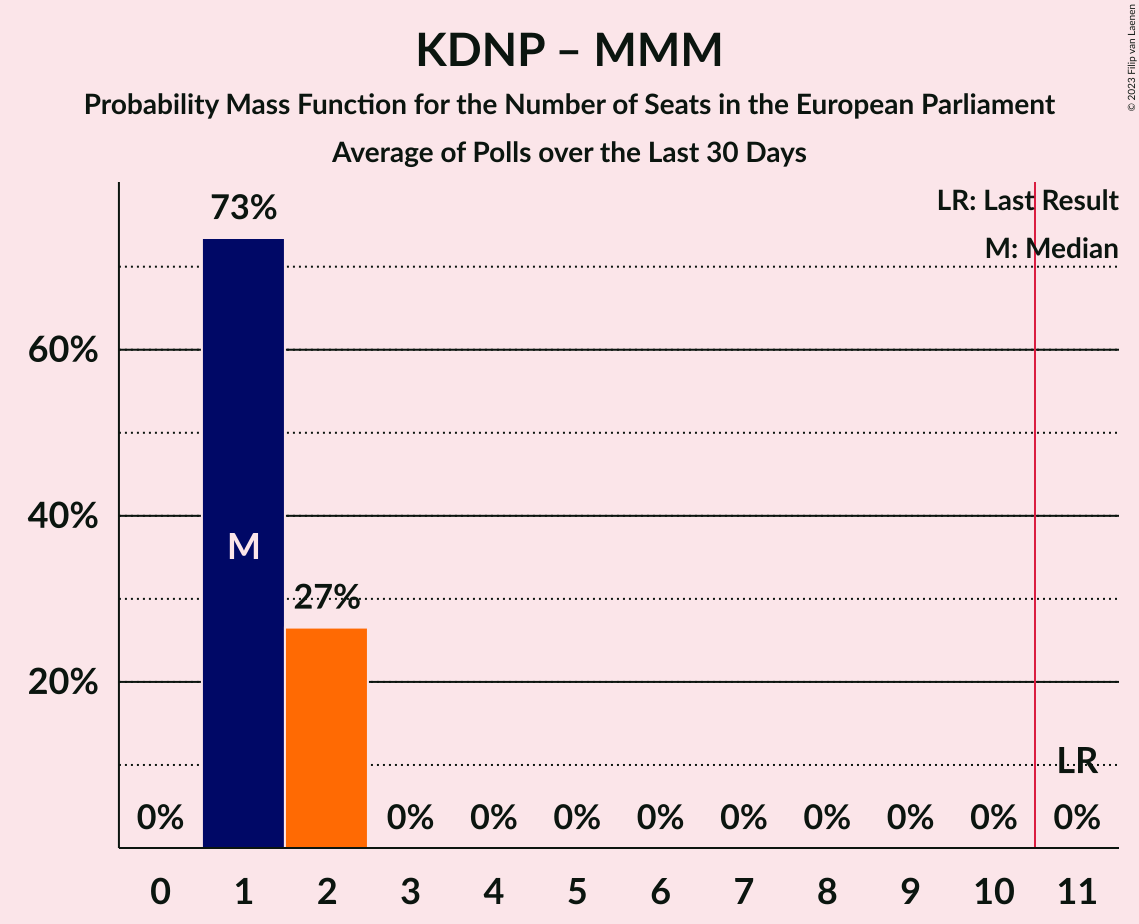 KDNP – MMM
Probability Mass Function for the Number of Seats in the European Parliament
Average of Polls over the Last 30 Days
© 2023 Filip van Laenen
LR: Last Result
M: Median
73%
60%
40%
M
27%
20%
LR
0% 0% 0% 0% 0% 0% 0% 0% 0% 0%
0 1 2 3 4 5 6 7 8 9 10 11